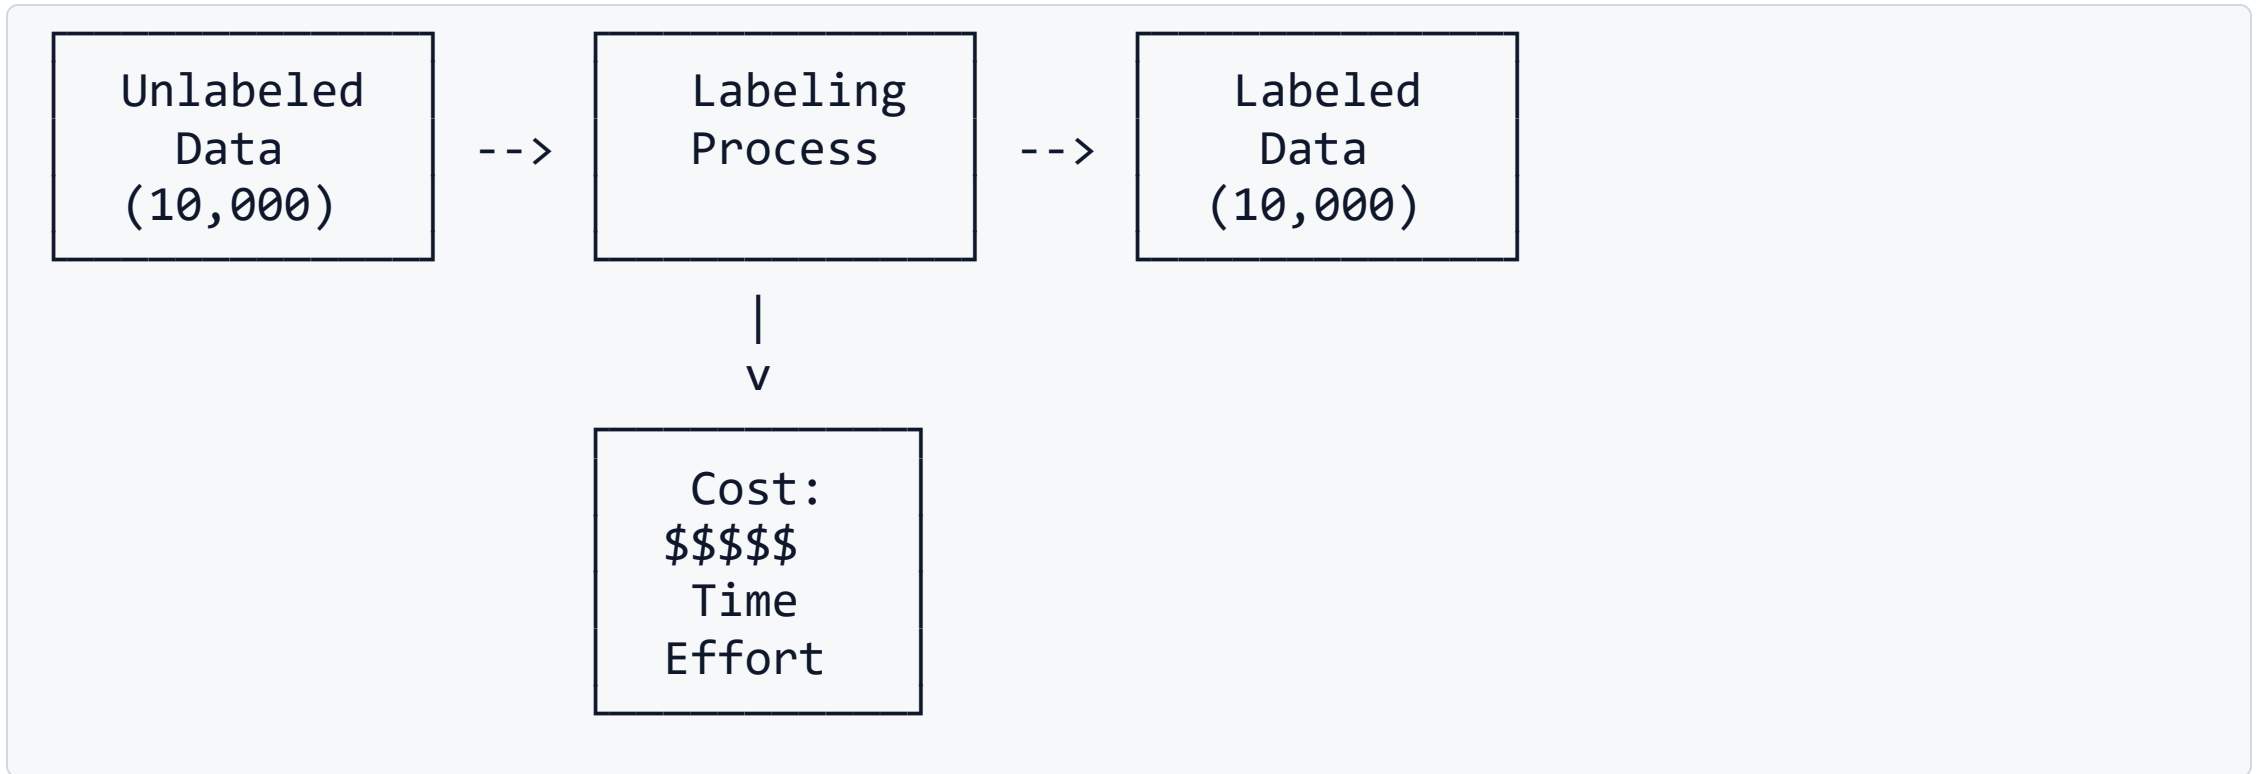 Unlabeled
Data
(10,000)
-->
Labeling
Process
-->
Labeled
Data
(10,000)
|
v
Cost:
$$$$$
Time
Effort